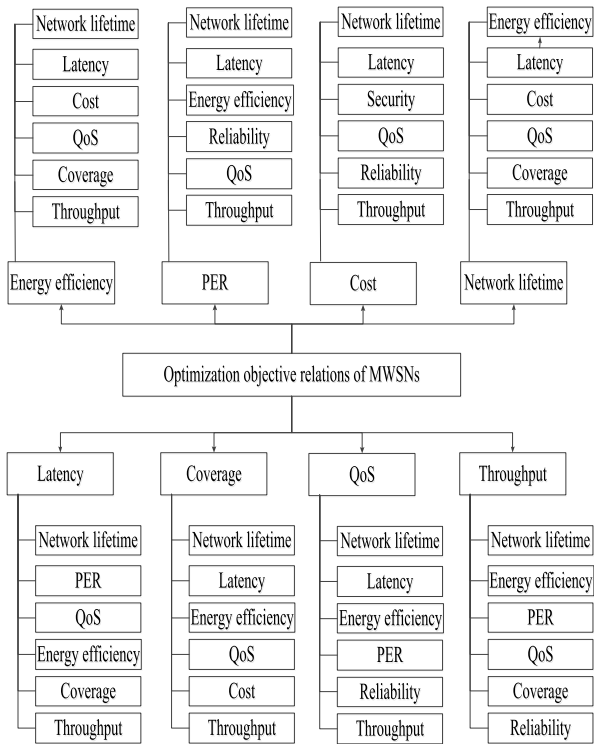 Network lifetime
Latency
Cost
QoS
Coverage
Throughput
Energy efficiency
Network lifetime
Latency
Energy efficiency
Reliability
QoS
Throughput
PER
Network lifetime
Latency
Security
QoS
Reliability
Throughput
Cost
Energy efficiency
Latency
Cost
QoS
Coverage
Throughput
Network lifetime
Optimization objective relations of MWSNs
Latency
Network lifetime
PER
QoS
Energy efficiency
Coverage
Throughput
Coverage
Network lifetime
Latency
Energy efficiency
QoS
Cost
Throughput
QoS
Network lifetime
Latency
Energy efficiency
PER
Reliability
Throughput
Throughput
Network lifetime
Energy efficiency
PER
QoS
Coverage
Reliability